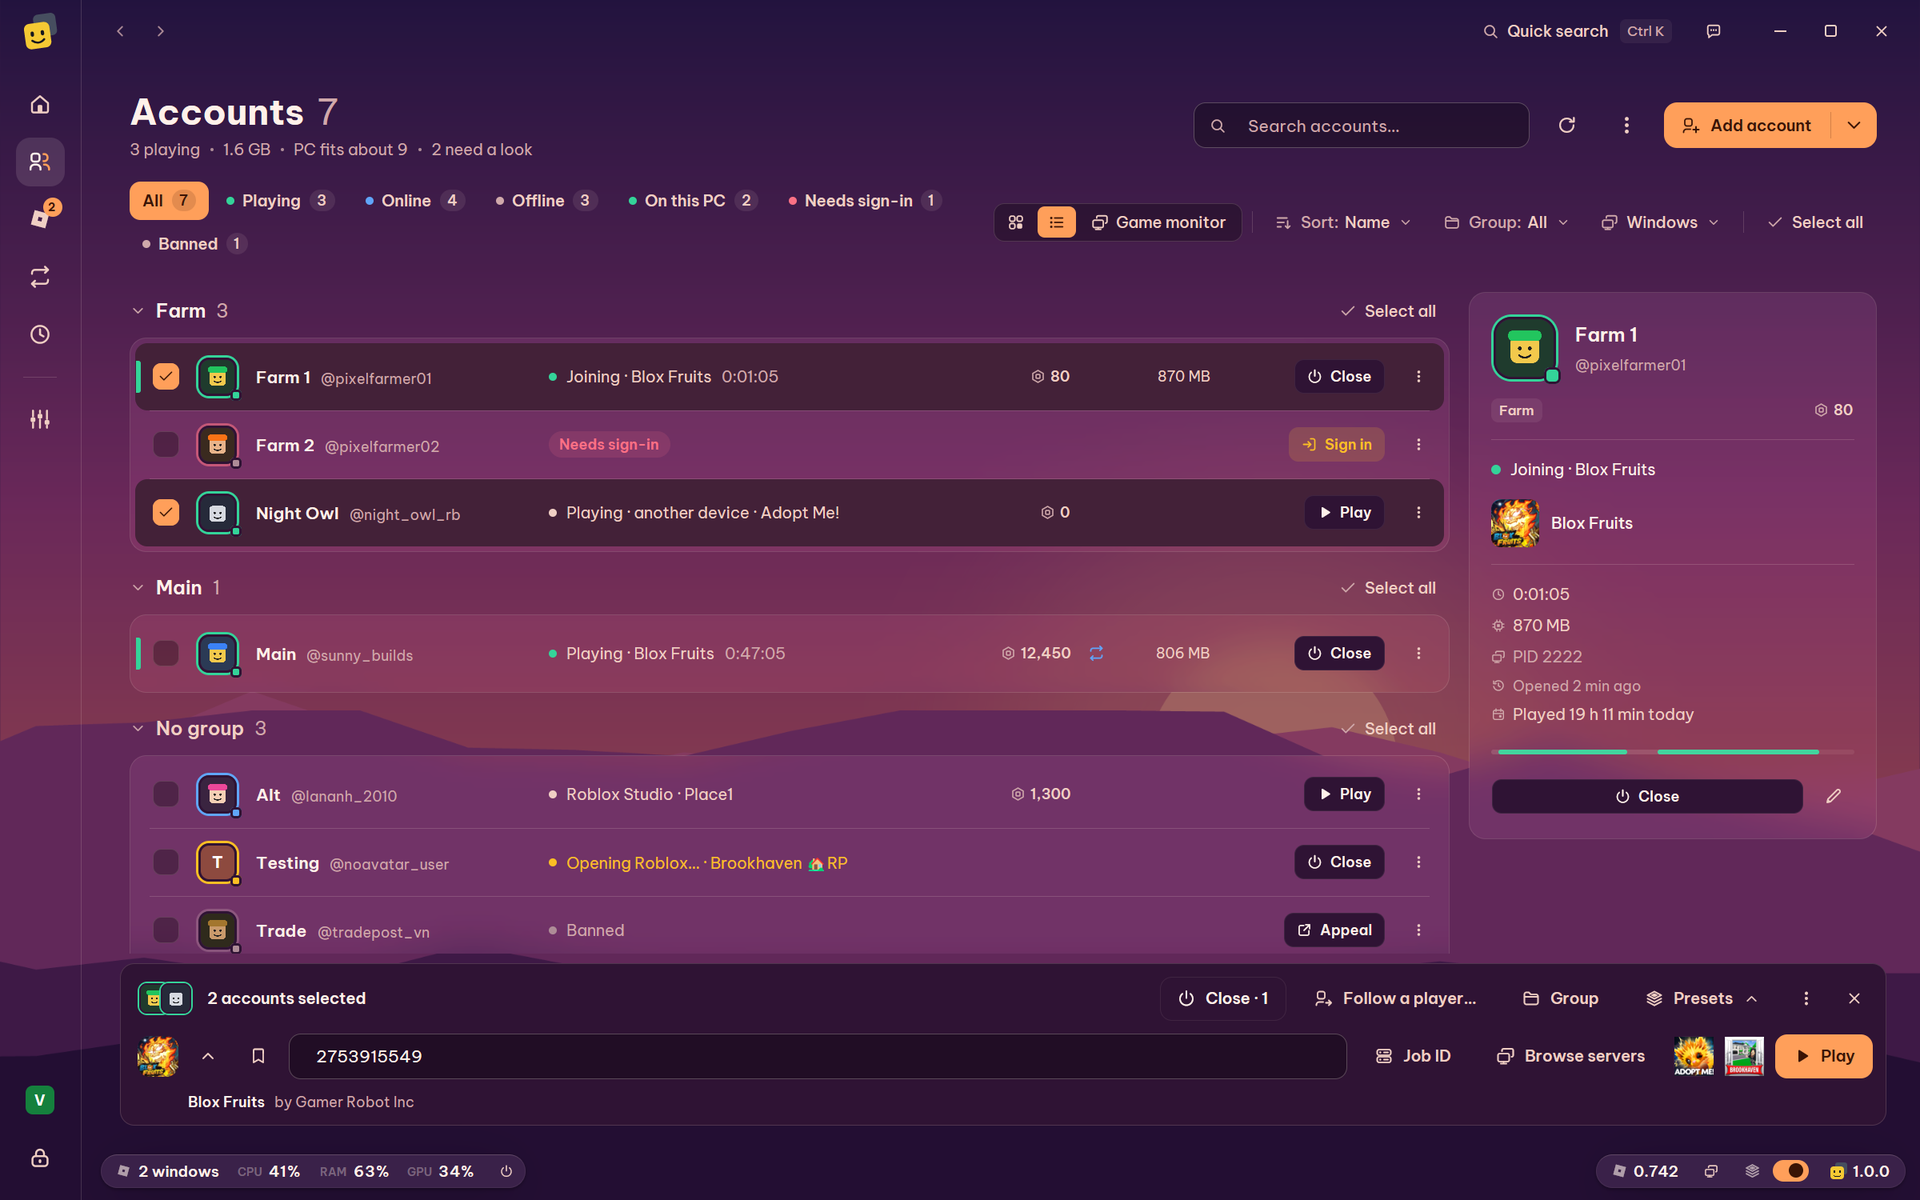 Quick search Ctrl K
Accounts 7
3 playing · 1.6 GB · PC fits about 9 · 2 need a look
Search accounts...
Add account
2
All 7 Playing 3 Online 4 Offline 3 On this PC 2 Needs sign-in 1
Banned 1
Game monitor Sort: Name Group: All Windows Select all
Farm 3 Select all
Farm 1 @pixelfarmer01 Joining · Blox Fruits 0:01:05 80 870 MB Close
Farm 2 @pixelfarmer02 Needs sign-in Sign in
Night Owl @night_owl_rb Playing · another device · Adopt Me! 0 Play
Main 1 Select all
Main @sunny_builds Playing · Blox Fruits 0:47:05 12,450 806 MB Close
No group 3 Select all
Alt @lananh_2010 Roblox Studio · Place1 1,300 Play
T Testing @noavatar_user Opening Roblox... · Brookhaven 🏠 RP Close
Trade @tradepost_vn Banned Appeal
Farm 1
@pixelfarmer01
Farm 80
Joining · Blox Fruits
BLOX FRUITS Blox Fruits
0:01:05
870 MB
PID 2222
Opened 2 min ago
Played 19 h 11 min today
Close
2 accounts selected Close · 1 Follow a player... Group Presets
2753915549 Job ID Browse servers ADOPT ME! BROOKHAVEN Play
Blox Fruits by Gamer Robot Inc
V
2 windows CPU 41% RAM 63% GPU 34%
0.742 1.0.0